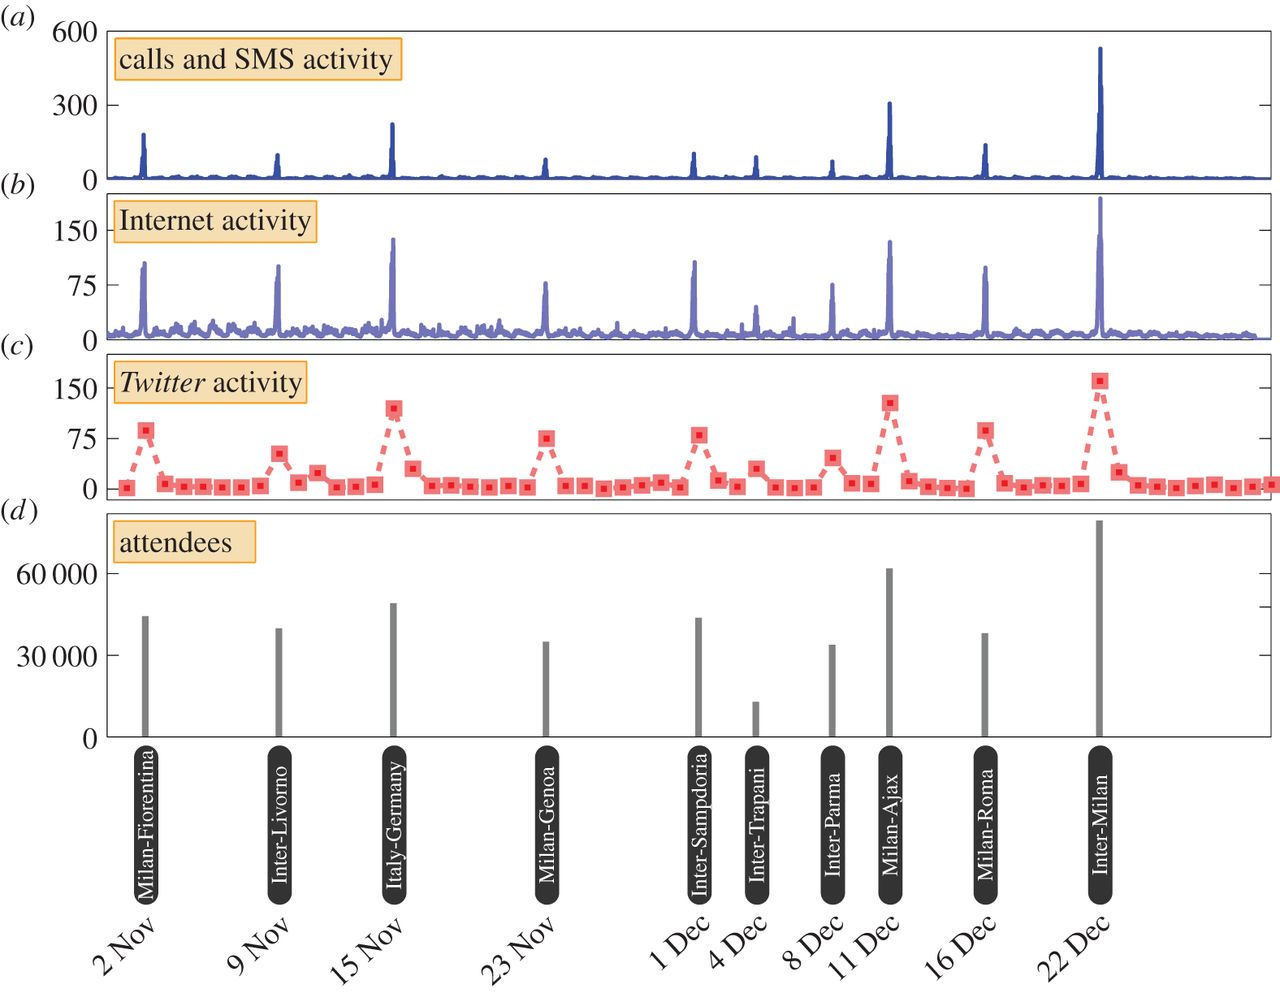 (a)
600
calls and SMS activity
300
0
(b)
Internet activity
150
75
0
(c)
Twitter activity
150
75
0
(d)
attendees
60 000
30 000
0
Milan-Fiorentina
Inter-Livorno
Italy-Germany
Milan-Genoa
Inter-Sampdoria
Inter-Trapani
Inter-Parma
Milan-Ajax
Milan-Roma
Inter-Milan
2 Nov
9 Nov
15 Nov
23 Nov
1 Dec
4 Dec
8 Dec
11 Dec
16 Dec
22 Dec